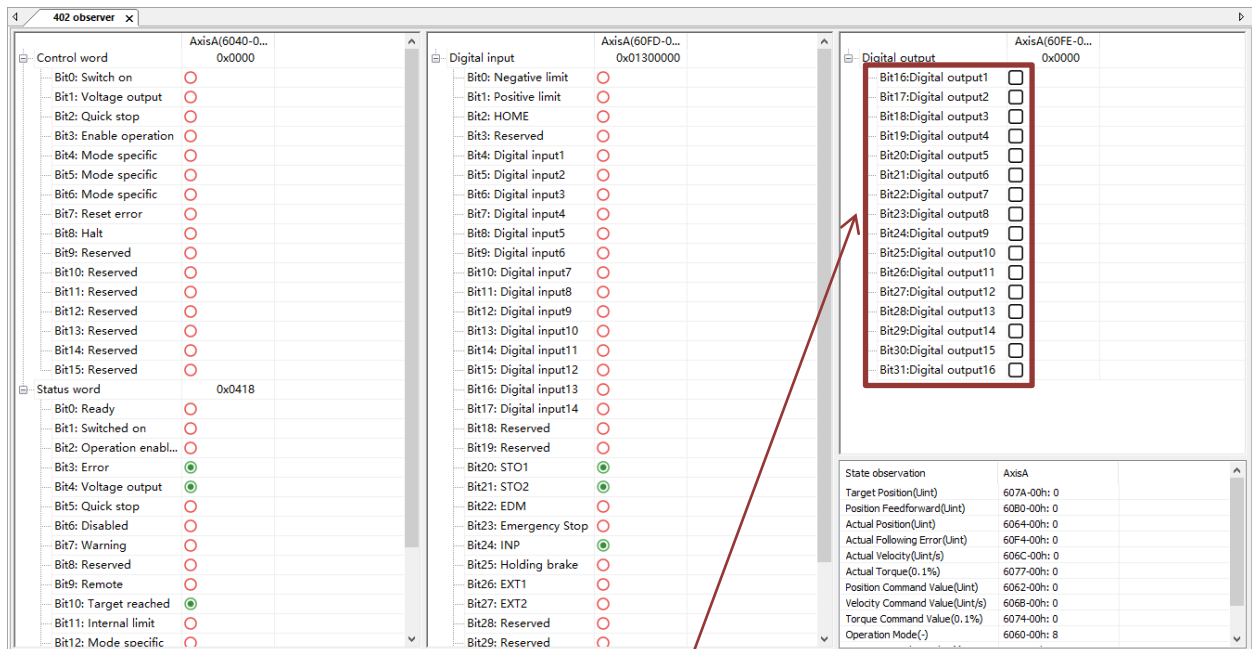 402 observer
AxisA(6040-0...
Control word 0x0000
Bit0: Switch on
Bit1: Voltage output
Bit2: Quick stop
Bit3: Enable operation
Bit4: Mode specific
Bit5: Mode specific
Bit6: Mode specific
Bit7: Reset error
Bit8: Halt
Bit9: Reserved
Bit10: Reserved
Bit11: Reserved
Bit12: Reserved
Bit13: Reserved
Bit14: Reserved
Bit15: Reserved
Status word 0x0418
Bit0: Ready
Bit1: Switched on
Bit2: Operation enabl...
Bit3: Error
Bit4: Voltage output
Bit5: Quick stop
Bit6: Disabled
Bit7: Warning
Bit8: Reserved
Bit9: Remote
Bit10: Target reached
Bit11: Internal limit
Bit12: Mode specific
AxisA(60FD-0...
Digital input 0x01300000
Bit0: Negative limit
Bit1: Positive limit
Bit2: HOME
Bit3: Reserved
Bit4: Digital input1
Bit5: Digital input2
Bit6: Digital input3
Bit7: Digital input4
Bit8: Digital input5
Bit9: Digital input6
Bit10: Digital input7
Bit11: Digital input8
Bit12: Digital input9
Bit13: Digital input10
Bit14: Digital input11
Bit15: Digital input12
Bit16: Digital input13
Bit17: Digital input14
Bit18: Reserved
Bit19: Reserved
Bit20: STO1
Bit21: STO2
Bit22: EDM
Bit23: Emergency Stop
Bit24: INP
Bit25: Holding brake
Bit26: EXT1
Bit27: EXT2
Bit28: Reserved
Bit29: Reserved
AxisA(60FE-0...
Digital output 0x0000
Bit16:Digital output1
Bit17:Digital output2
Bit18:Digital output3
Bit19:Digital output4
Bit20:Digital output5
Bit21:Digital output6
Bit22:Digital output7
Bit23:Digital output8
Bit24:Digital output9
Bit25:Digital output10
Bit26:Digital output11
Bit27:Digital output12
Bit28:Digital output13
Bit29:Digital output14
Bit30:Digital output15
Bit31:Digital output16
State observation AxisA
Target Position(Uint) 607A-00h: 0
Position Feedforward(Uint) 60B0-00h: 0
Actual Position(Uint) 6064-00h: 0
Actual Following Error(Uint) 60F4-00h: 0
Actual Velocity(Uint/s) 606C-00h: 0
Actual Torque(0.1%) 6077-00h: 0
Position Command Value(Uint) 6062-00h: 0
Velocity Command Value(Uint/s) 606B-00h: 0
Torque Command Value(0.1%) 6074-00h: 0
Operation Mode(-) 6060-00h: 8